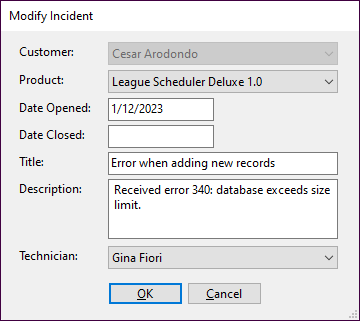 Modify Incident
Customer: Cesar Arodondo
Product: League Scheduler Deluxe 1.0
Date Opened: 1/12/2023
Date Closed:
Title: Error when adding new records
Description: Received error 340: database exceeds size
limit.
Technician: Gina Fiori
OK Cancel